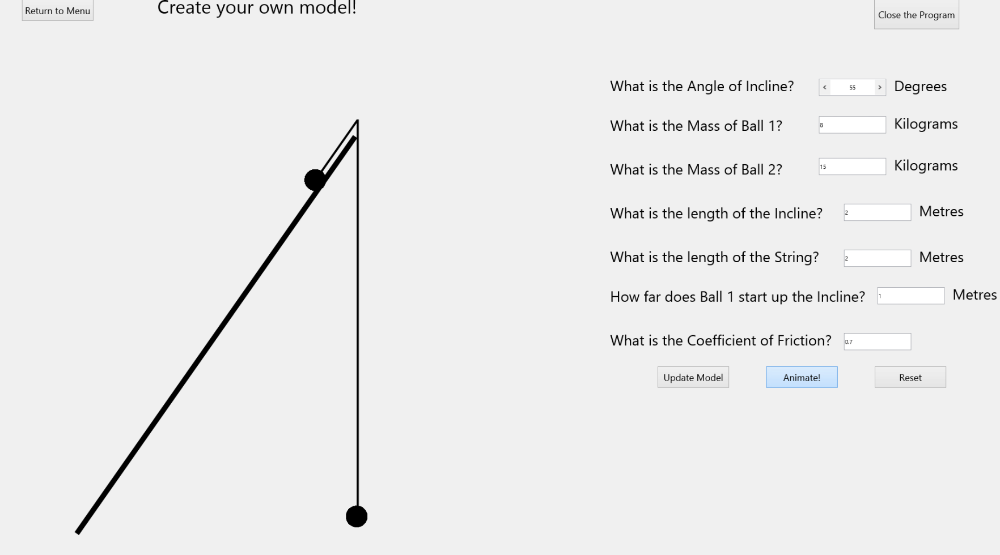 Return to Menu
Create your own model!
Close the Program
What is the Angle of Incline? < 55 > Degrees
What is the Mass of Ball 1? 8 Kilograms
What is the Mass of Ball 2? 15 Kilograms
What is the length of the Incline? 2 Metres
What is the length of the String? 2 Metres
How far does Ball 1 start up the Incline? 1 Metres
What is the Coefficient of Friction? 0.7
Update Model
Animate!
Reset